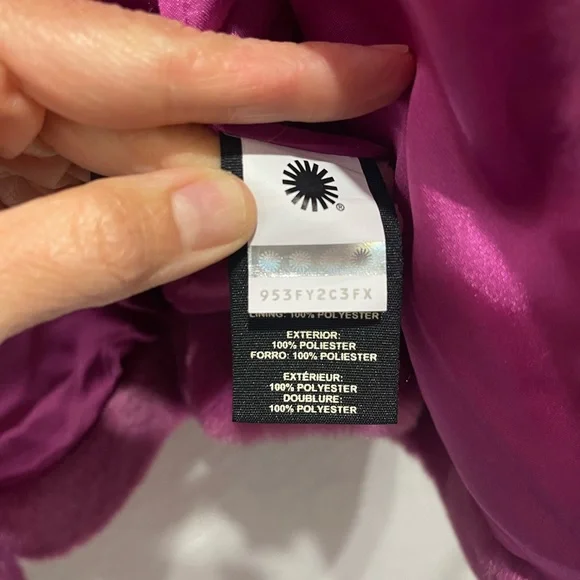 ®
953FY2C3FX
LINING: 100% POLYESTER
EXTERIOR:
100% POLIESTER
FORRO: 100% POLIESTER
EXTÉRIEUR:
100% POLYESTER
DOUBLURE:
100% POLYESTER